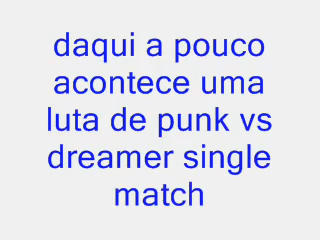 daqui a pouco
acontece uma
luta de punk vs
dreamer single
match